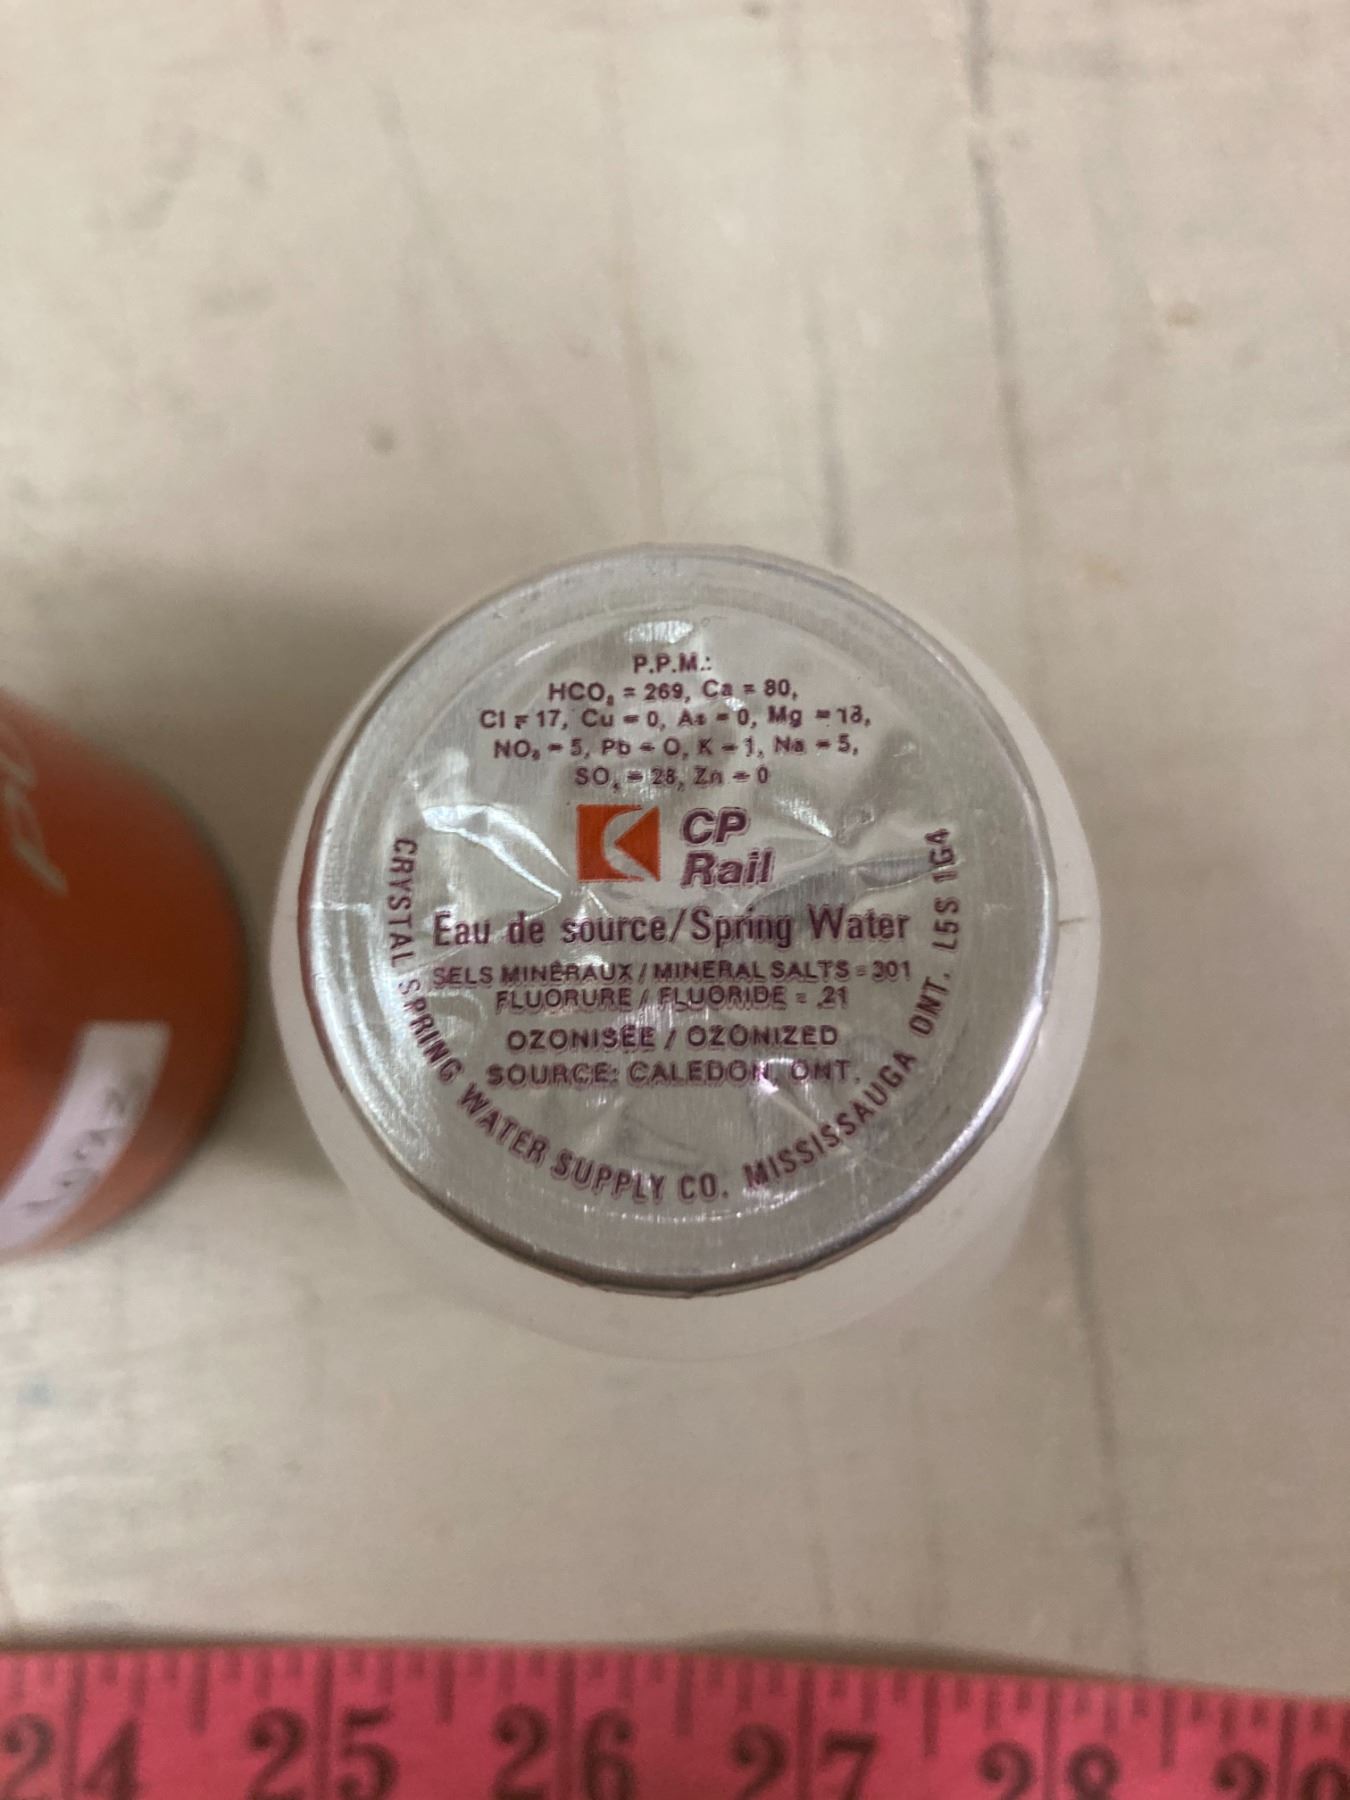 P.P.M.:
HCO₃ = 269, Ca = 80,
Cl = 17, Cu = 0, As = 0, Mg = 18,
NO₃ = 5, Pb = O, K = 1, Na = 5,
SO₄ = 28, Zn = 0
CP
Rail
Eau de source/Spring Water
SELS MINÉRAUX / MINERAL SALTS = 301
FLUORURE / FLUORIDE = .21
OZONISÉE / OZONIZED
SOURCE: CALEDON, ONT.
CRYSTAL SPRING WATER SUPPLY CO. MISSISSAUGA ONT. L5S 1G4
24 25 26 27 28 29